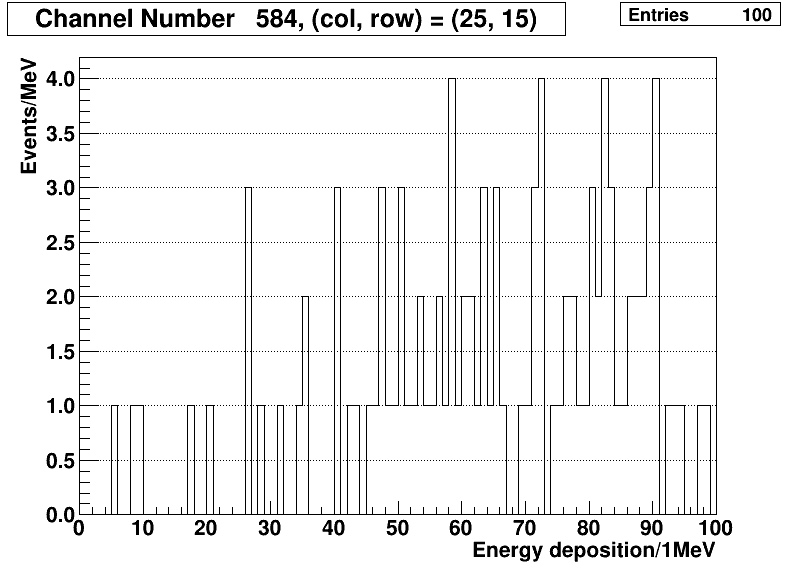 Channel Number   584, (col, row) = (25, 15)
Entries 100
Events/MeV
4.0
3.5
3.0
2.5
2.0
1.5
1.0
0.5
0.0
0 10 20 30 40 50 60 70 80 90 100
Energy deposition/1MeV